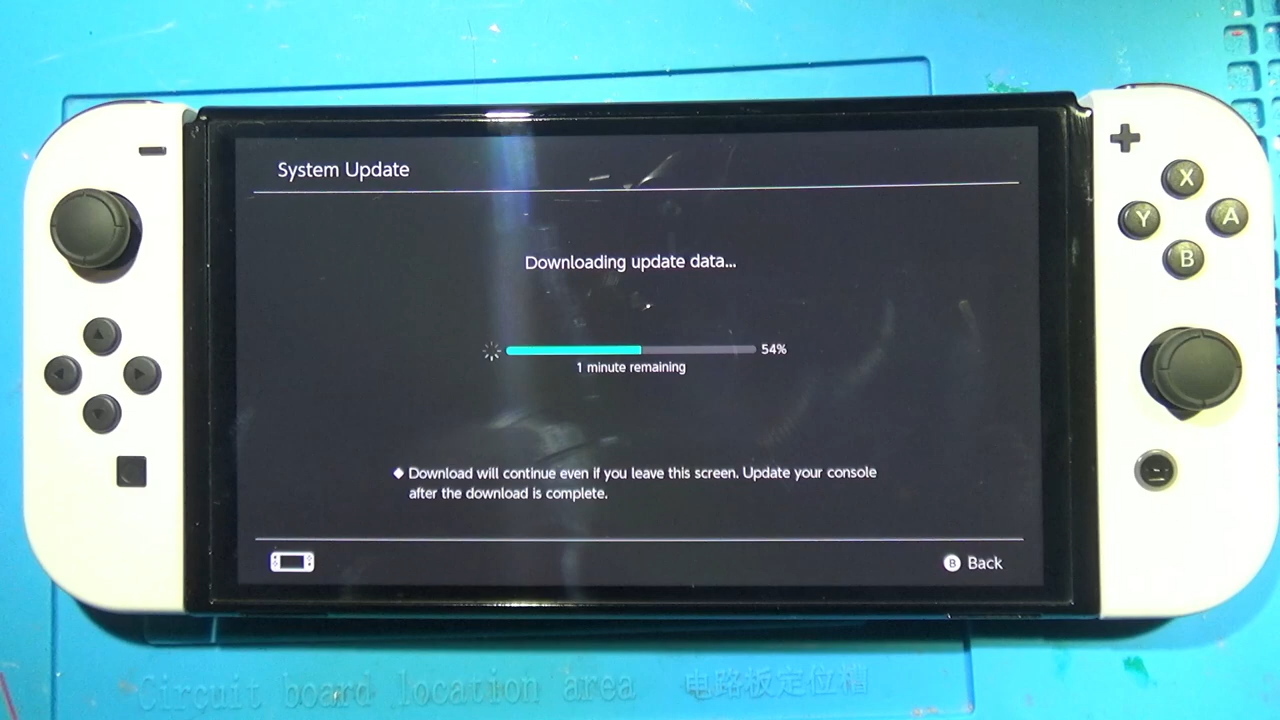 System Update
Downloading update data...
54%
1 minute remaining
◆ Download will continue even if you leave this screen. Update your console
after the download is complete.
B Back
X
Y
A
B
Circuit board location area 电路板定位槽